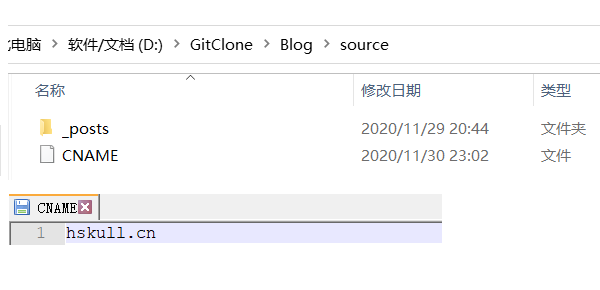 电脑 > 软件/文档 (D:) > GitClone > Blog > source
名称 修改日期 类型
_posts 2020/11/29 20:44 文件夹
CNAME 2020/11/30 23:02 文件
CNAME
1 hskull.cn